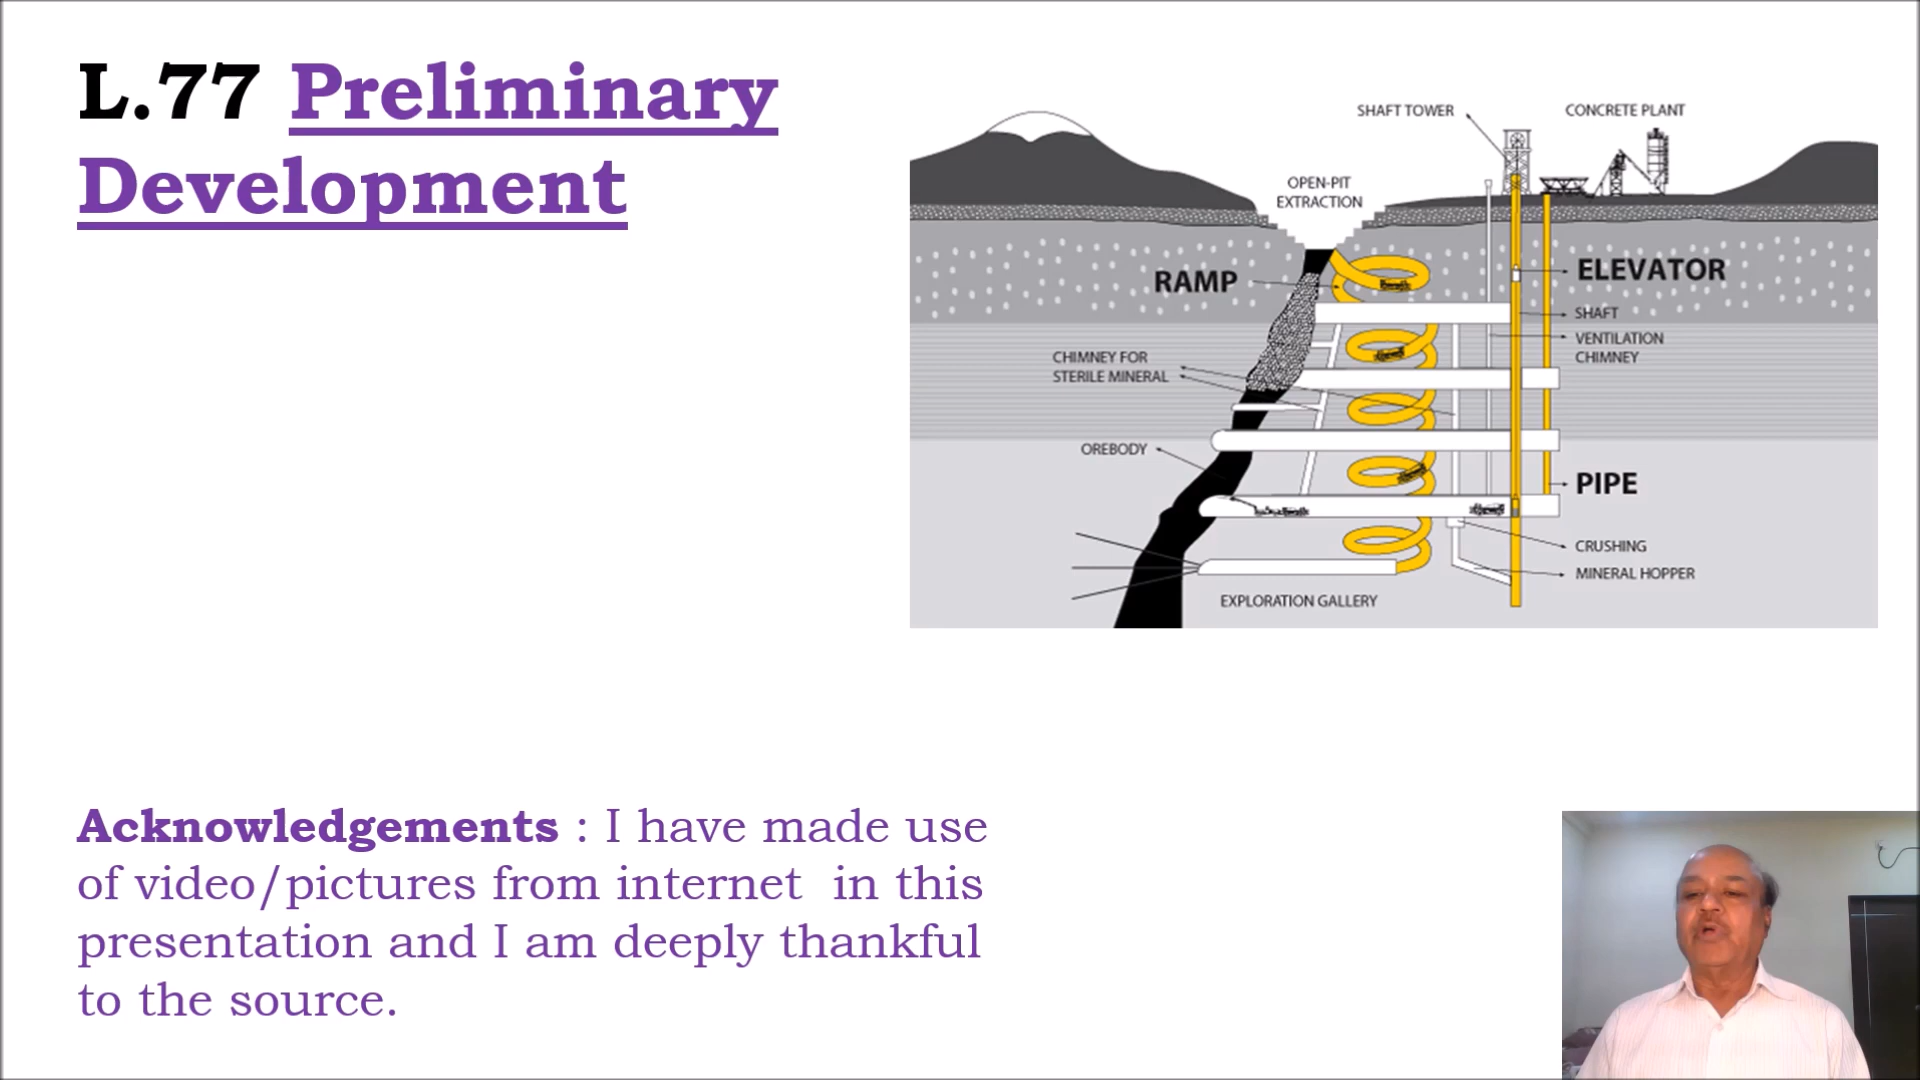 L.77 Preliminary
Development
SHAFT TOWER
CONCRETE PLANT
OPEN-PIT
EXTRACTION
RAMP
ELEVATOR
SHAFT
VENTILATION
CHIMNEY
CHIMNEY FOR
STERILE MINERAL
OREBODY
PIPE
CRUSHING
MINERAL HOPPER
EXPLORATION GALLERY
Acknowledgements : I have made use
of video/pictures from internet in this
presentation and I am deeply thankful
to the source.